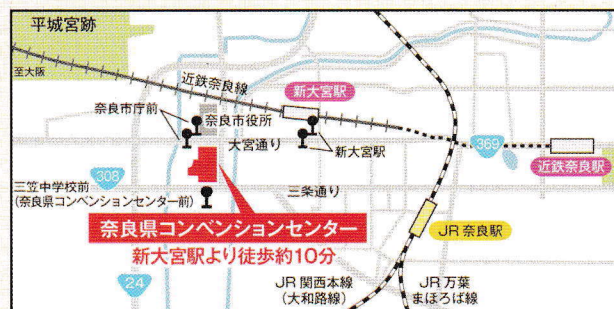 平城宮跡
至大阪
近鉄奈良線
新大宮駅
奈良市庁前
奈良市役所
大宮通り
新大宮駅
369
近鉄奈良駅
308
三笠中学校前
(奈良県コンベンションセンター前)
三条通り
奈良県コンベンションセンター
新大宮駅より徒歩約10分
JR 奈良駅
24
JR 関西本線
(大和路線)
JR 万葉
まほろば線